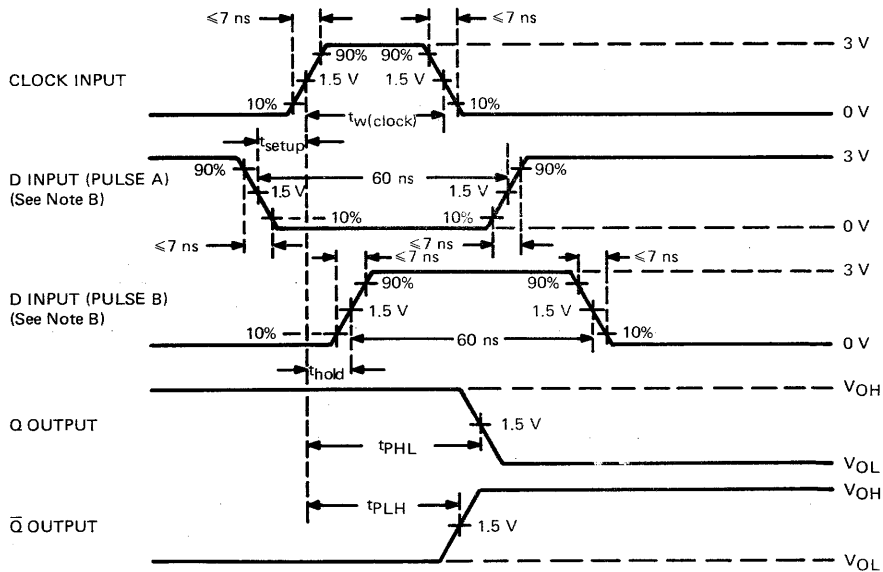 ≤7 ns ≤7 ns
3 V
90% 90%
CLOCK INPUT
1.5 V 1.5 V
10% 10%
tw(clock)
0 V
tsetup
3 V
90% 90%
D INPUT (PULSE A)
60 ns
(See Note B)
1.5 V 1.5 V
10% 10%
0 V
≤7 ns ≤7 ns
≤7 ns ≤7 ns
3 V
90% 90%
D INPUT (PULSE B)
(See Note B)
1.5 V 1.5 V
10% 10%
60 ns
0 V
thold
VOH
Q OUTPUT
1.5 V
tPHL
VOL
VOH
tPLH
Q̅ OUTPUT
1.5 V
VOL